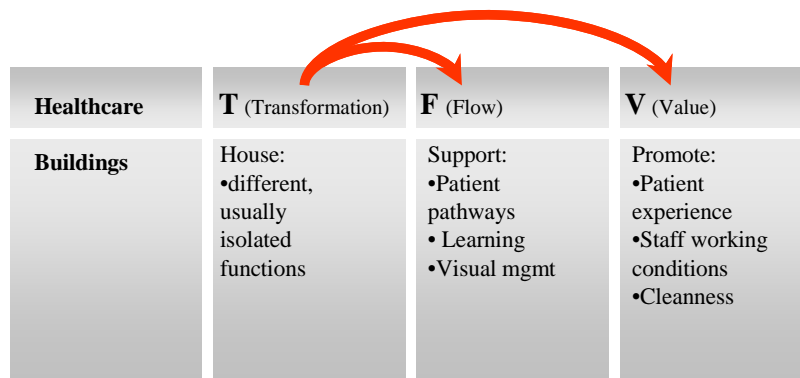 Healthcare
T (Transformation)
F (Flow)
V (Value)
Buildings
House:
•different,
usually
isolated
functions
Support:
•Patient
pathways
• Learning
•Visual mgmt
Promote:
•Patient
experience
•Staff working
conditions
•Cleanness